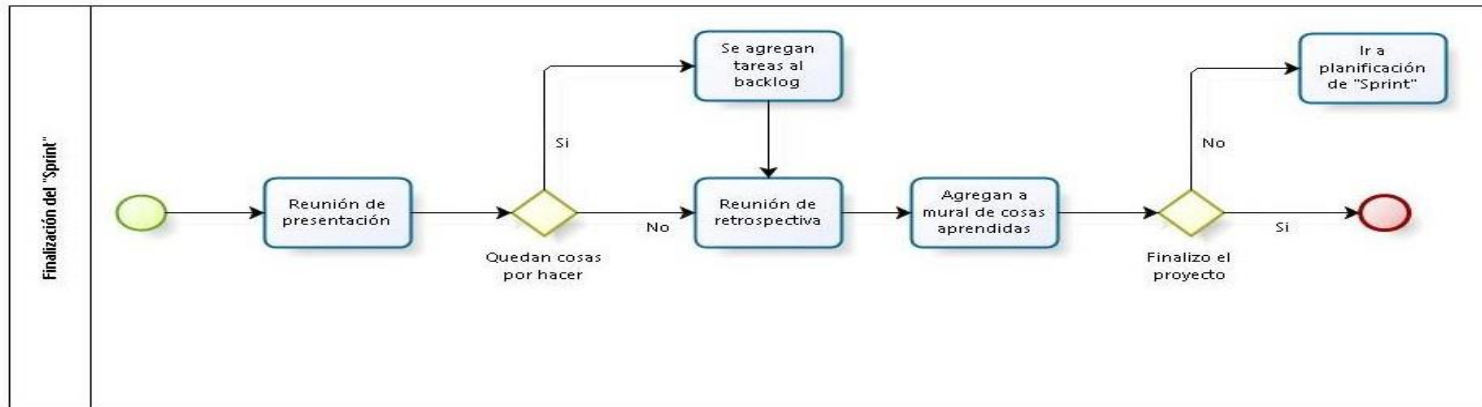 Finalización del "Sprint"
Reunión de
presentación
Quedan cosas
por hacer
Si
No
Se agregan
tareas al
backlog
Reunión de
retrospectiva
Agregan a
mural de cosas
aprendidas
Finalizo el
proyecto
No
Si
Ir a
planificación
de "Sprint"